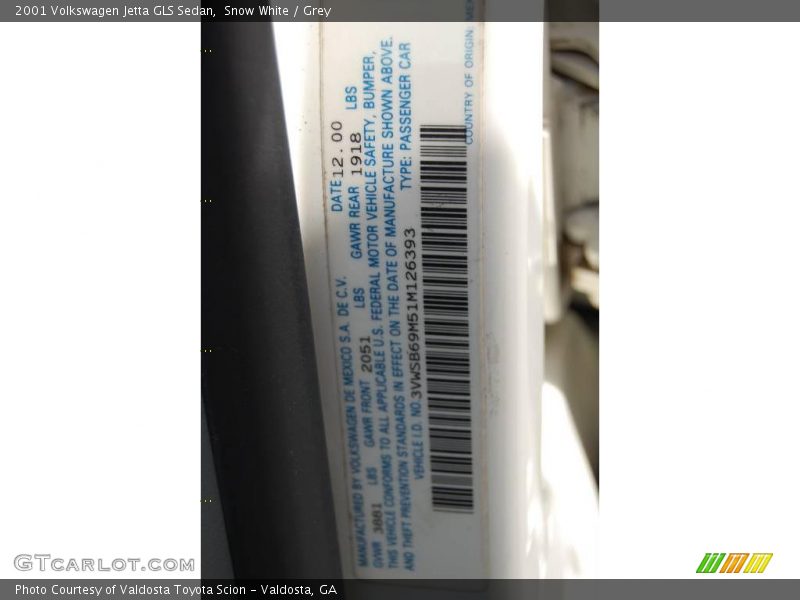 2001 Volkswagen Jetta GLS Sedan,  Snow White / Grey
MANUFACTURED BY VOLKSWAGEN DE MEXICO S.A. DE C.V. DATE 12.00
GVWR 3881 LBS GAWR FRONT 2051 LBS GAWR REAR 1918 LBS
THIS VEHICLE CONFORMS TO ALL APPLICABLE U.S. FEDERAL MOTOR VEHICLE SAFETY, BUMPER,
AND THEFT PREVENTION STANDARDS IN EFFECT ON THE DATE OF MANUFACTURE SHOWN ABOVE.
VEHICLE I.D. NO. 3VWSB69M51M126393 TYPE: PASSENGER CAR
COUNTRY OF ORIGIN:
GTcarlot.com
Photo Courtesy of Valdosta Toyota Scion - Valdosta, GA